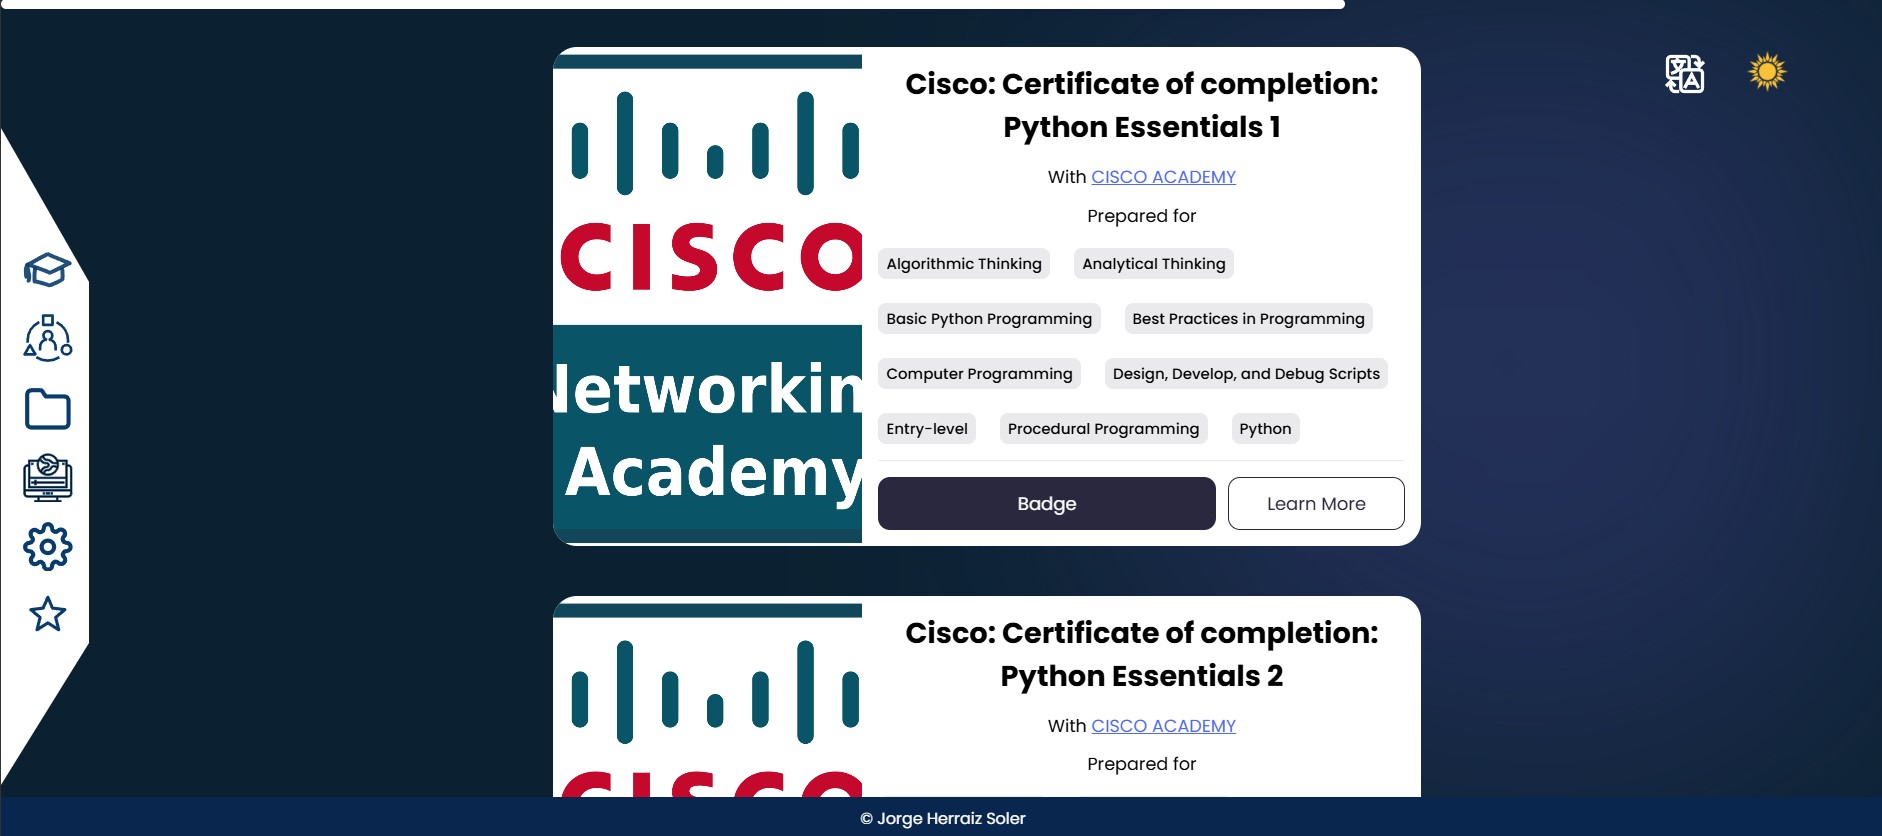 CISCO
Networking
Academy
Cisco: Certificate of completion:
Python Essentials 1
With CISCO ACADEMY
Prepared for
Algorithmic Thinking Analytical Thinking
Basic Python Programming Best Practices in Programming
Computer Programming Design, Develop, and Debug Scripts
Entry-level Procedural Programming Python
Badge Learn More
CISCO
Cisco: Certificate of completion:
Python Essentials 2
With CISCO ACADEMY
Prepared for
© Jorge Herraiz Soler